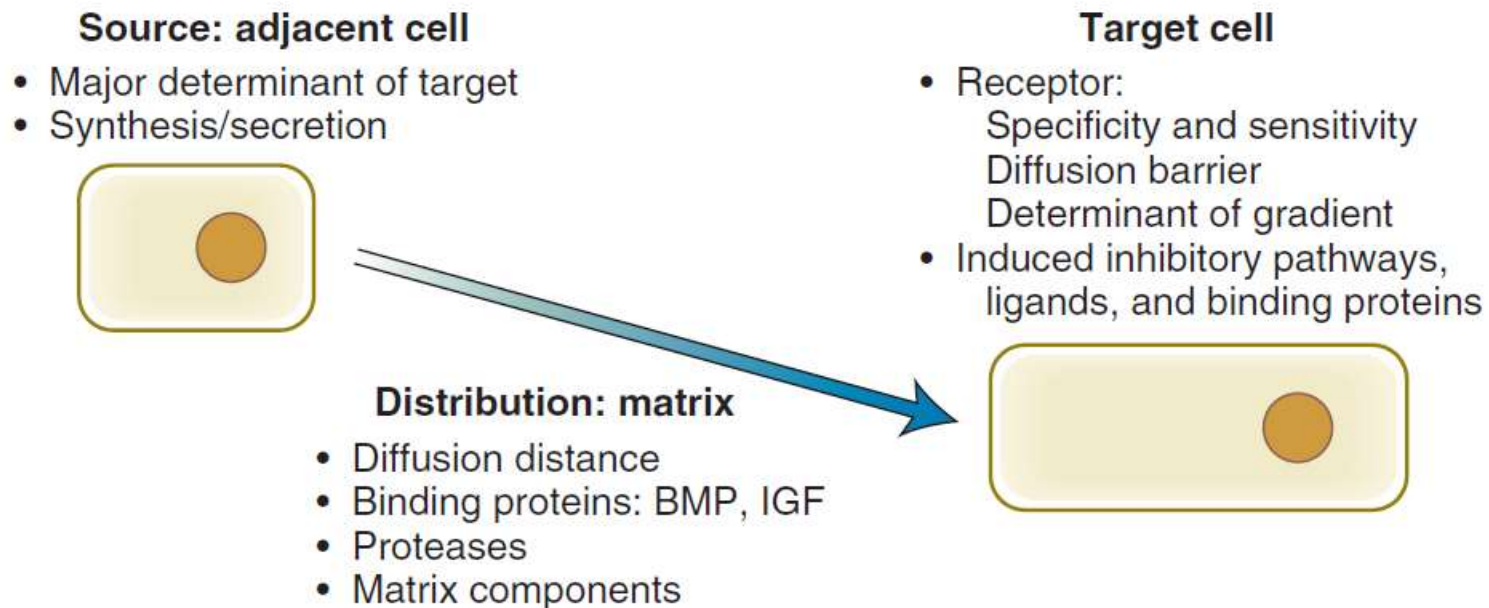 Source: adjacent cell
• Major determinant of target
• Synthesis/secretion
Target cell
• Receptor:
Specificity and sensitivity
Diffusion barrier
Determinant of gradient
• Induced inhibitory pathways,
ligands, and binding proteins
Distribution: matrix
• Diffusion distance
• Binding proteins: BMP, IGF
• Proteases
• Matrix components